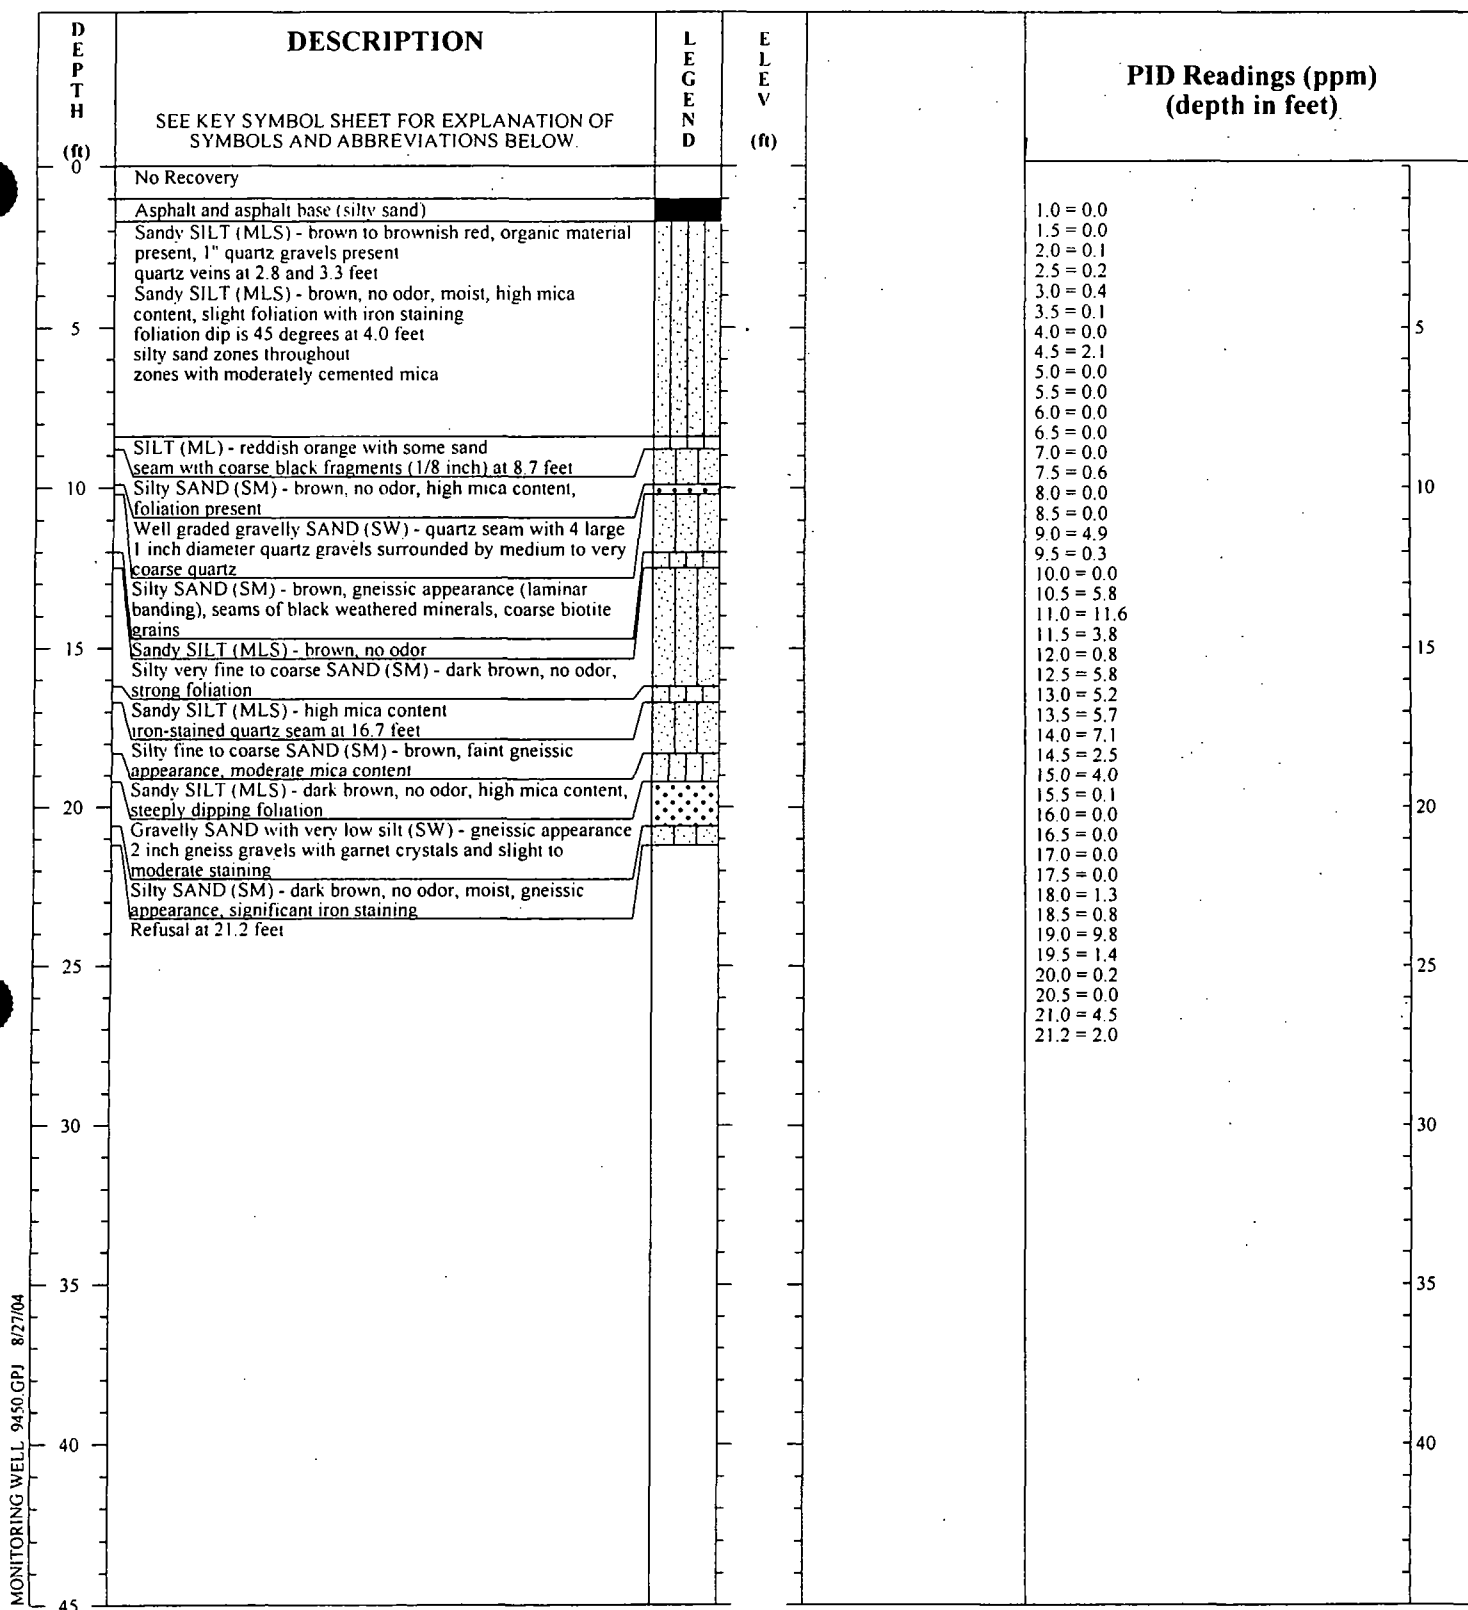 DEPTH (ft)
DESCRIPTION
SEE KEY SYMBOL SHEET FOR EXPLANATION OF
SYMBOLS AND ABBREVIATIONS BELOW.
LEGEND
ELEV (ft)
PID Readings (ppm)
(depth in feet)
0
No Recovery
Asphalt and asphalt base (silty sand)
Sandy SILT (MLS) - brown to brownish red, organic material
present, 1" quartz gravels present
quartz veins at 2.8 and 3.3 feet
Sandy SILT (MLS) - brown, no odor, moist, high mica
content, slight foliation with iron staining
foliation dip is 45 degrees at 4.0 feet
silty sand zones throughout
zones with moderately cemented mica
SILT (ML) - reddish orange with some sand
seam with coarse black fragments (1/8 inch) at 8.7 feet
Silty SAND (SM) - brown, no odor, high mica content,
foliation present
Well graded gravelly SAND (SW) - quartz seam with 4 large
1 inch diameter quartz gravels surrounded by medium to very
coarse quartz
Silty SAND (SM) - brown, gneissic appearance (laminar
banding), seams of black weathered minerals, coarse biotite
grains
Sandy SILT (MLS) - brown, no odor
Silty very fine to coarse SAND (SM) - dark brown, no odor,
strong foliation
Sandy SILT (MLS) - high mica content
iron-stained quartz seam at 16.7 feet
Silty fine to coarse SAND (SM) - brown, faint gneissic
appearance, moderate mica content
Sandy SILT (MLS) - dark brown, no odor, high mica content,
steeply dipping foliation
Gravelly SAND with very low silt (SW) - gneissic appearance
2 inch gneiss gravels with garnet crystals and slight to
moderate staining
Silty SAND (SM) - dark brown, no odor, moist, gneissic
appearance, significant iron staining
Refusal at 21.2 feet
5
10
15
20
25
30
35
40
45
1.0 = 0.0
1.5 = 0.0
2.0 = 0.1
2.5 = 0.2
3.0 = 0.4
3.5 = 0.1
4.0 = 0.0
4.5 = 2.1
5.0 = 0.0
5.5 = 0.0
6.0 = 0.0
6.5 = 0.0
7.0 = 0.0
7.5 = 0.6
8.0 = 0.0
8.5 = 0.0
9.0 = 4.9
9.5 = 0.3
10.0 = 0.0
10.5 = 5.8
11.0 = 11.6
11.5 = 3.8
12.0 = 0.8
12.5 = 5.8
13.0 = 5.2
13.5 = 5.7
14.0 = 7.1
14.5 = 2.5
15.0 = 4.0
15.5 = 0.1
16.0 = 0.0
16.5 = 0.0
17.0 = 0.0
17.5 = 0.0
18.0 = 1.3
18.5 = 0.8
19.0 = 9.8
19.5 = 1.4
20.0 = 0.2
20.5 = 0.0
21.0 = 4.5
21.2 = 2.0
5
10
15
20
25
30
35
40
MONITORING WELL 9450.GPJ 8/27/04